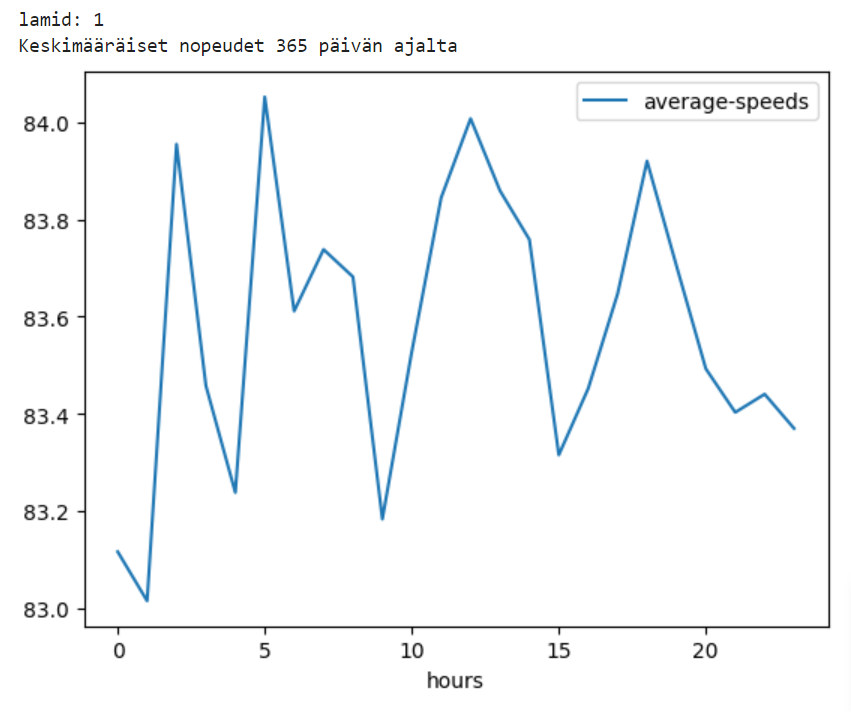 lamid: 1
Keskimääräiset nopeudet 365 päivän ajalta
average-speeds
84.0
83.8
83.6
83.4
83.2
83.0
0 5 10 15 20
hours